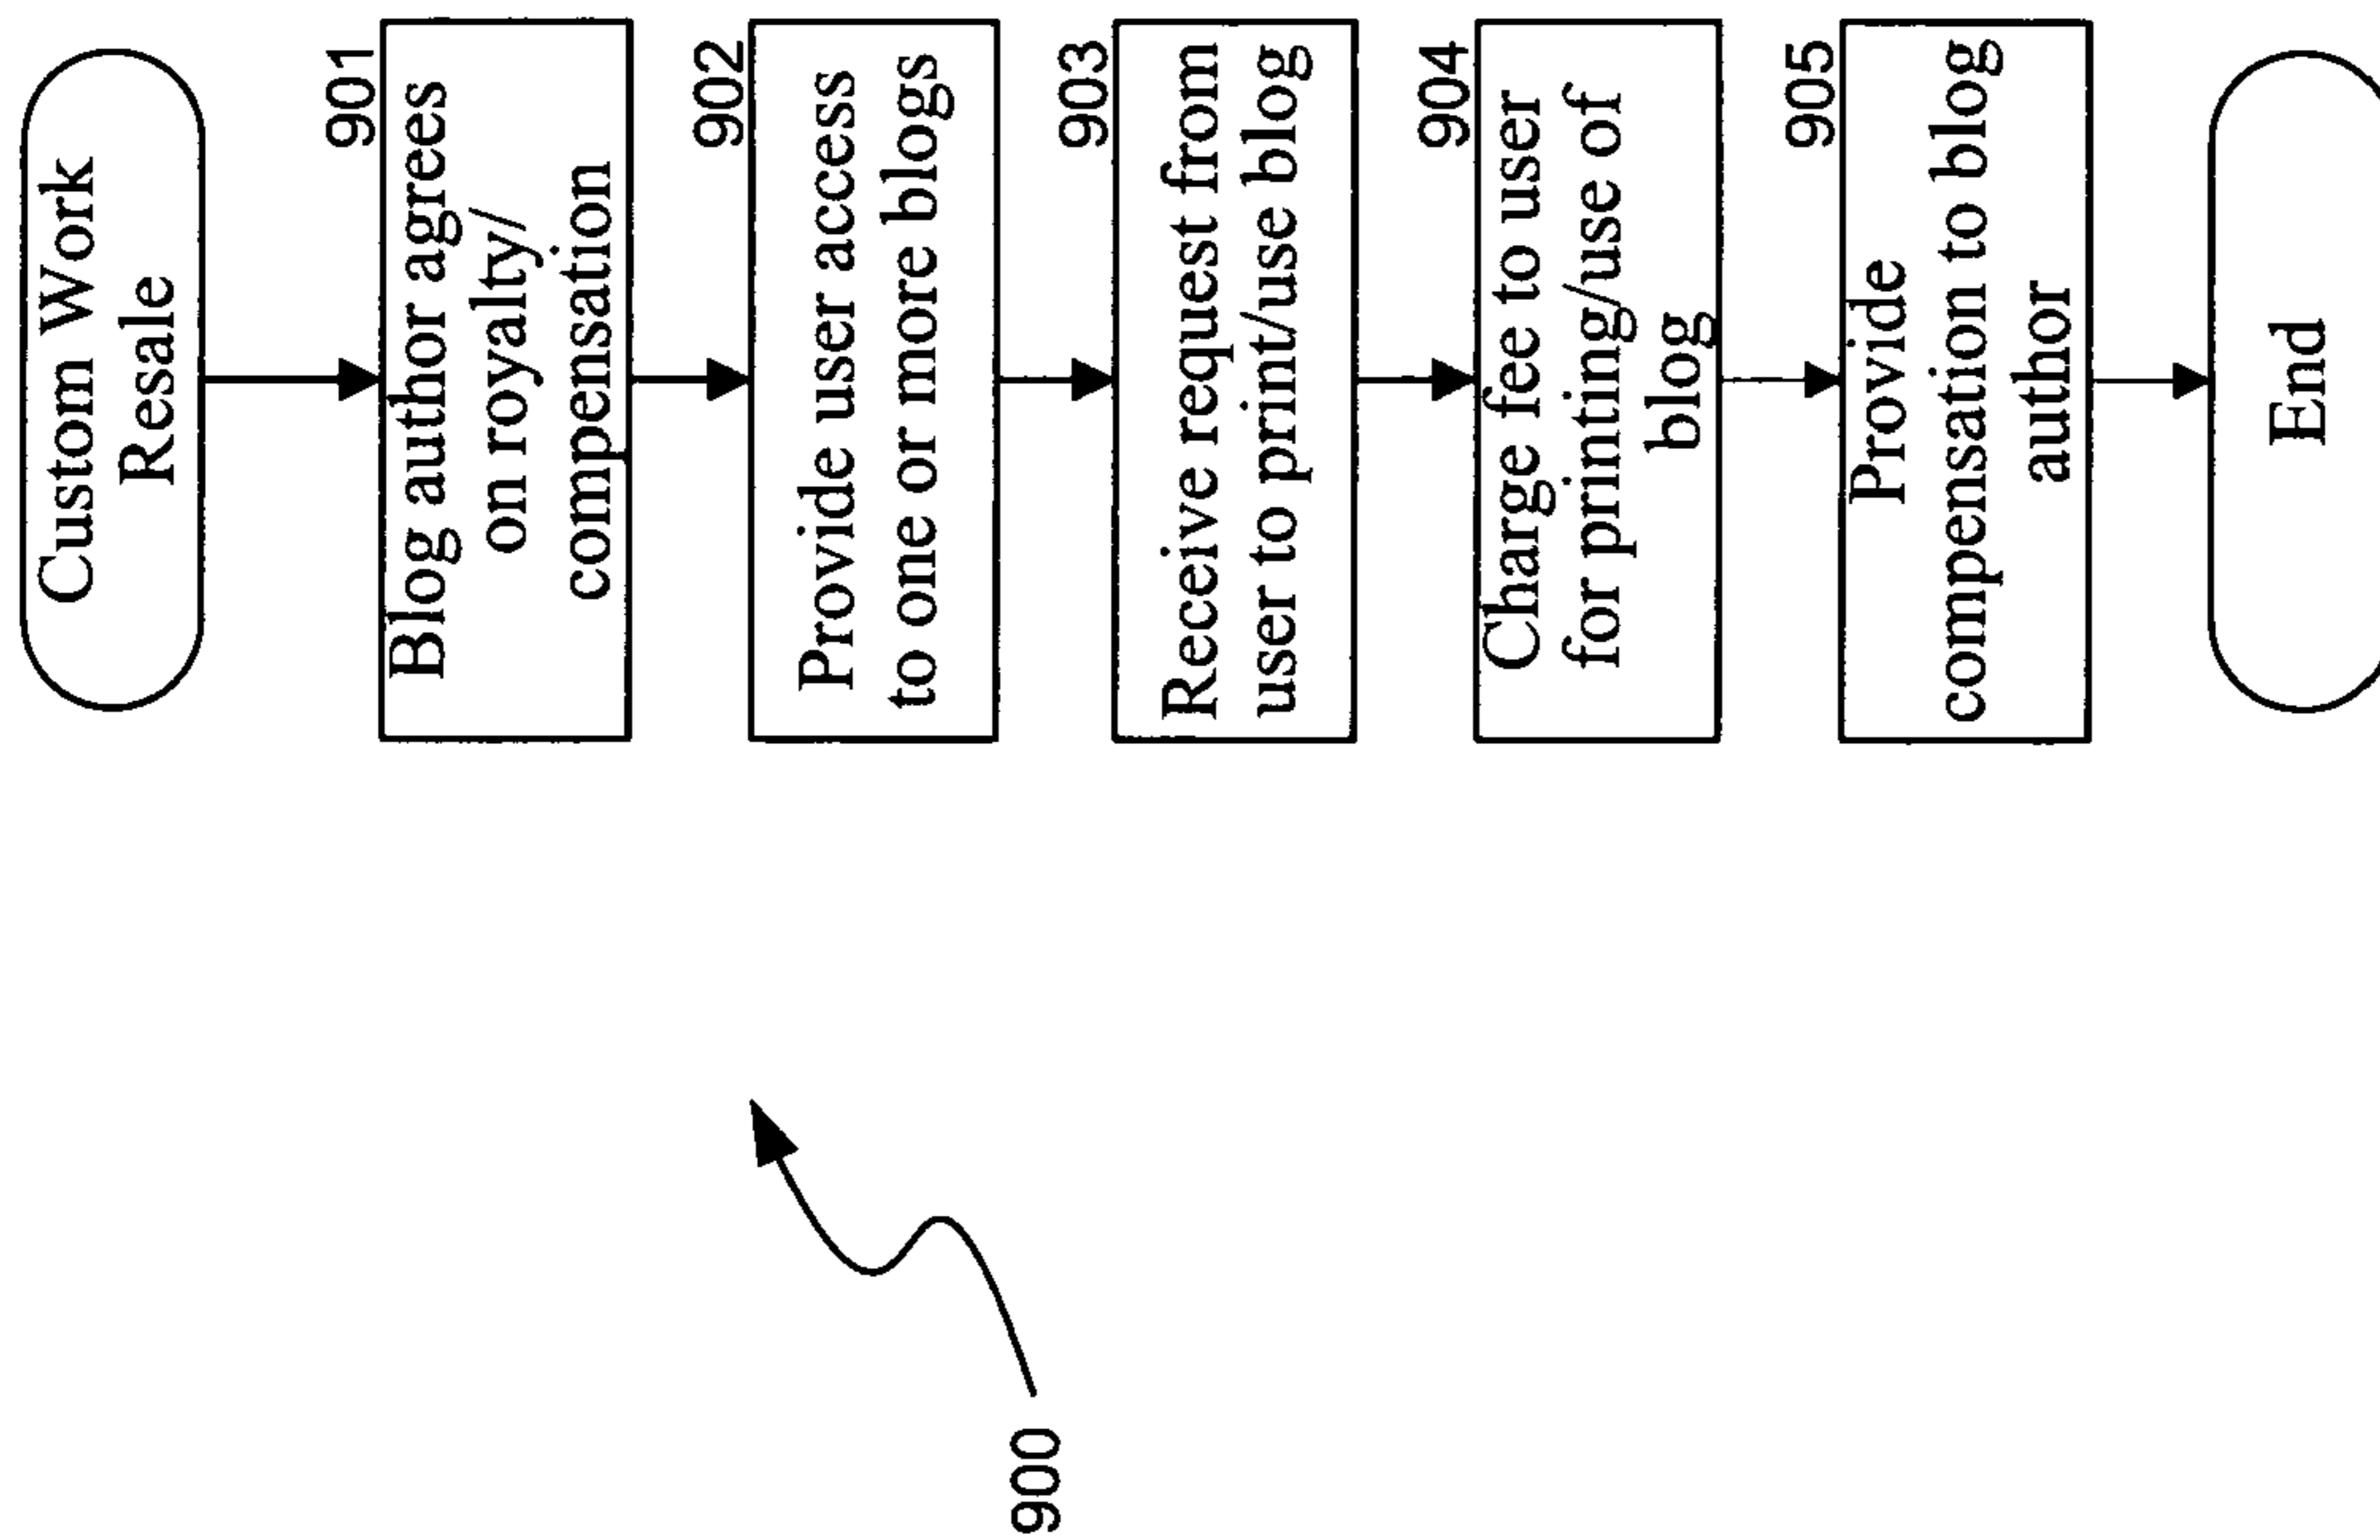 Custom Work
Resale
901
Blog author agrees
on royalty/
compensation
902
Provide user access
to one or more blogs
903
Receive request from
user to print/use blog
904
Charge fee to user
for printing/use of
blog
905
Provide
compensation to blog
author
End
900